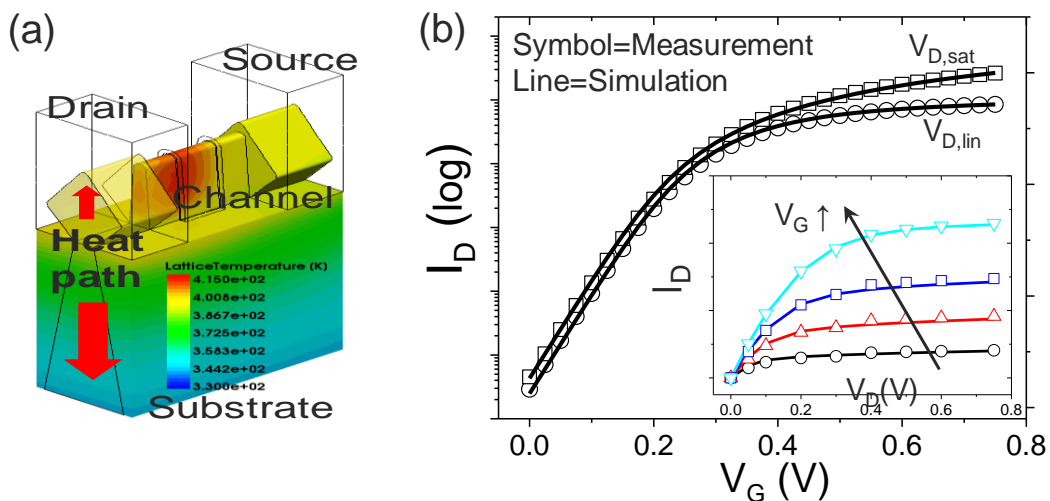 (a)
Source
Drain
Channel
Heat
path
LatticeTemperature (K)
4.150e+02
4.008e+02
3.867e+02
3.725e+02
3.583e+02
3.442e+02
3.300e+02
Substrate
(b)
Symbol=Measurement
Line=Simulation
V_D,sat
V_D,lin
I_D (log)
V_G ↑
I_D
0.0 0.2 0.4 0.6 0.8
V_D(V)
0.0 0.2 0.4 0.6 0.8
V_G (V)